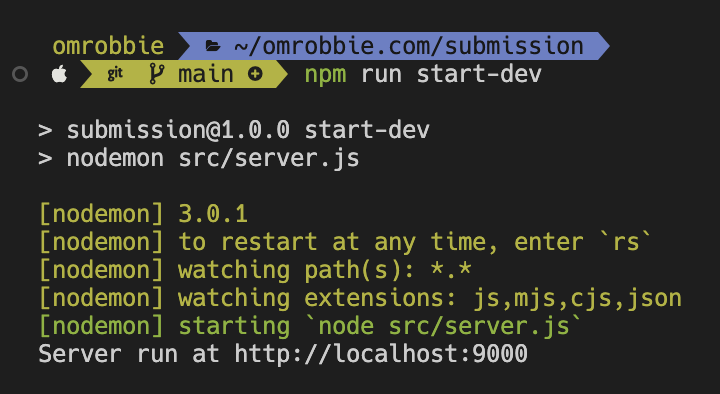 omrobbie ~/omrobbie.com/submission
git main npm run start-dev
> submission@1.0.0 start-dev
> nodemon src/server.js
[nodemon] 3.0.1
[nodemon] to restart at any time, enter `rs`
[nodemon] watching path(s): *.*
[nodemon] watching extensions: js,mjs,cjs,json
[nodemon] starting `node src/server.js`
Server run at http://localhost:9000